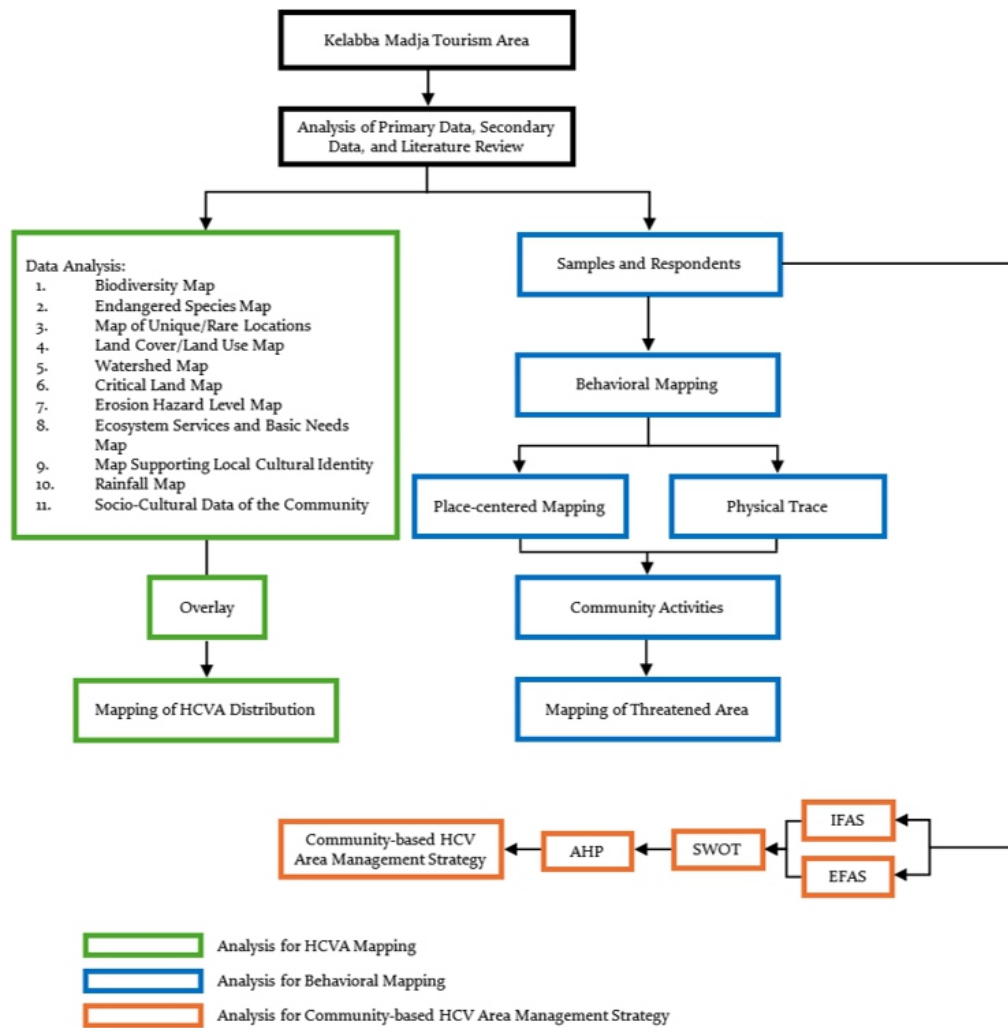 Kelabba Madja Tourism Area
Analysis of Primary Data, Secondary
Data, and Literature Review
Data Analysis:
1. Biodiversity Map
2. Endangered Species Map
3. Map of Unique/Rare Locations
4. Land Cover/Land Use Map
5. Watershed Map
6. Critical Land Map
7. Erosion Hazard Level Map
8. Ecosystem Services and Basic Needs
Map
9. Map Supporting Local Cultural Identity
10. Rainfall Map
11. Socio-Cultural Data of the Community
Overlay
Mapping of HCVA Distribution
Samples and Respondents
Behavioral Mapping
Place-centered Mapping
Physical Trace
Community Activities
Mapping of Threatened Area
Community-based HCV
Area Management Strategy
AHP
SWOT
IFAS
EFAS
Analysis for HCVA Mapping
Analysis for Behavioral Mapping
Analysis for Community-based HCV Area Management Strategy